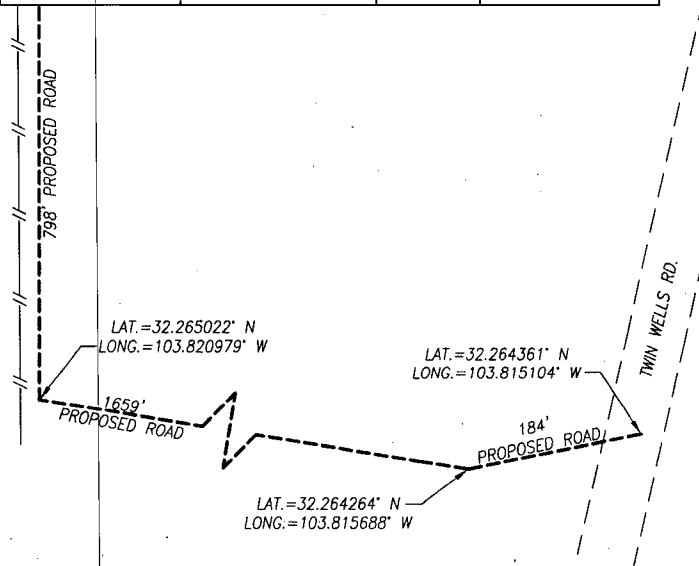 798' PROPOSED ROAD
LAT.=32.265022° N
LONG.=103.820979° W
1659'
PROPOSED ROAD
LAT.=32.264361° N
LONG.=103.815104° W
TWIN WELLS RD.
184'
PROPOSED ROAD
LAT.=32.264264° N
LONG.=103.815688° W